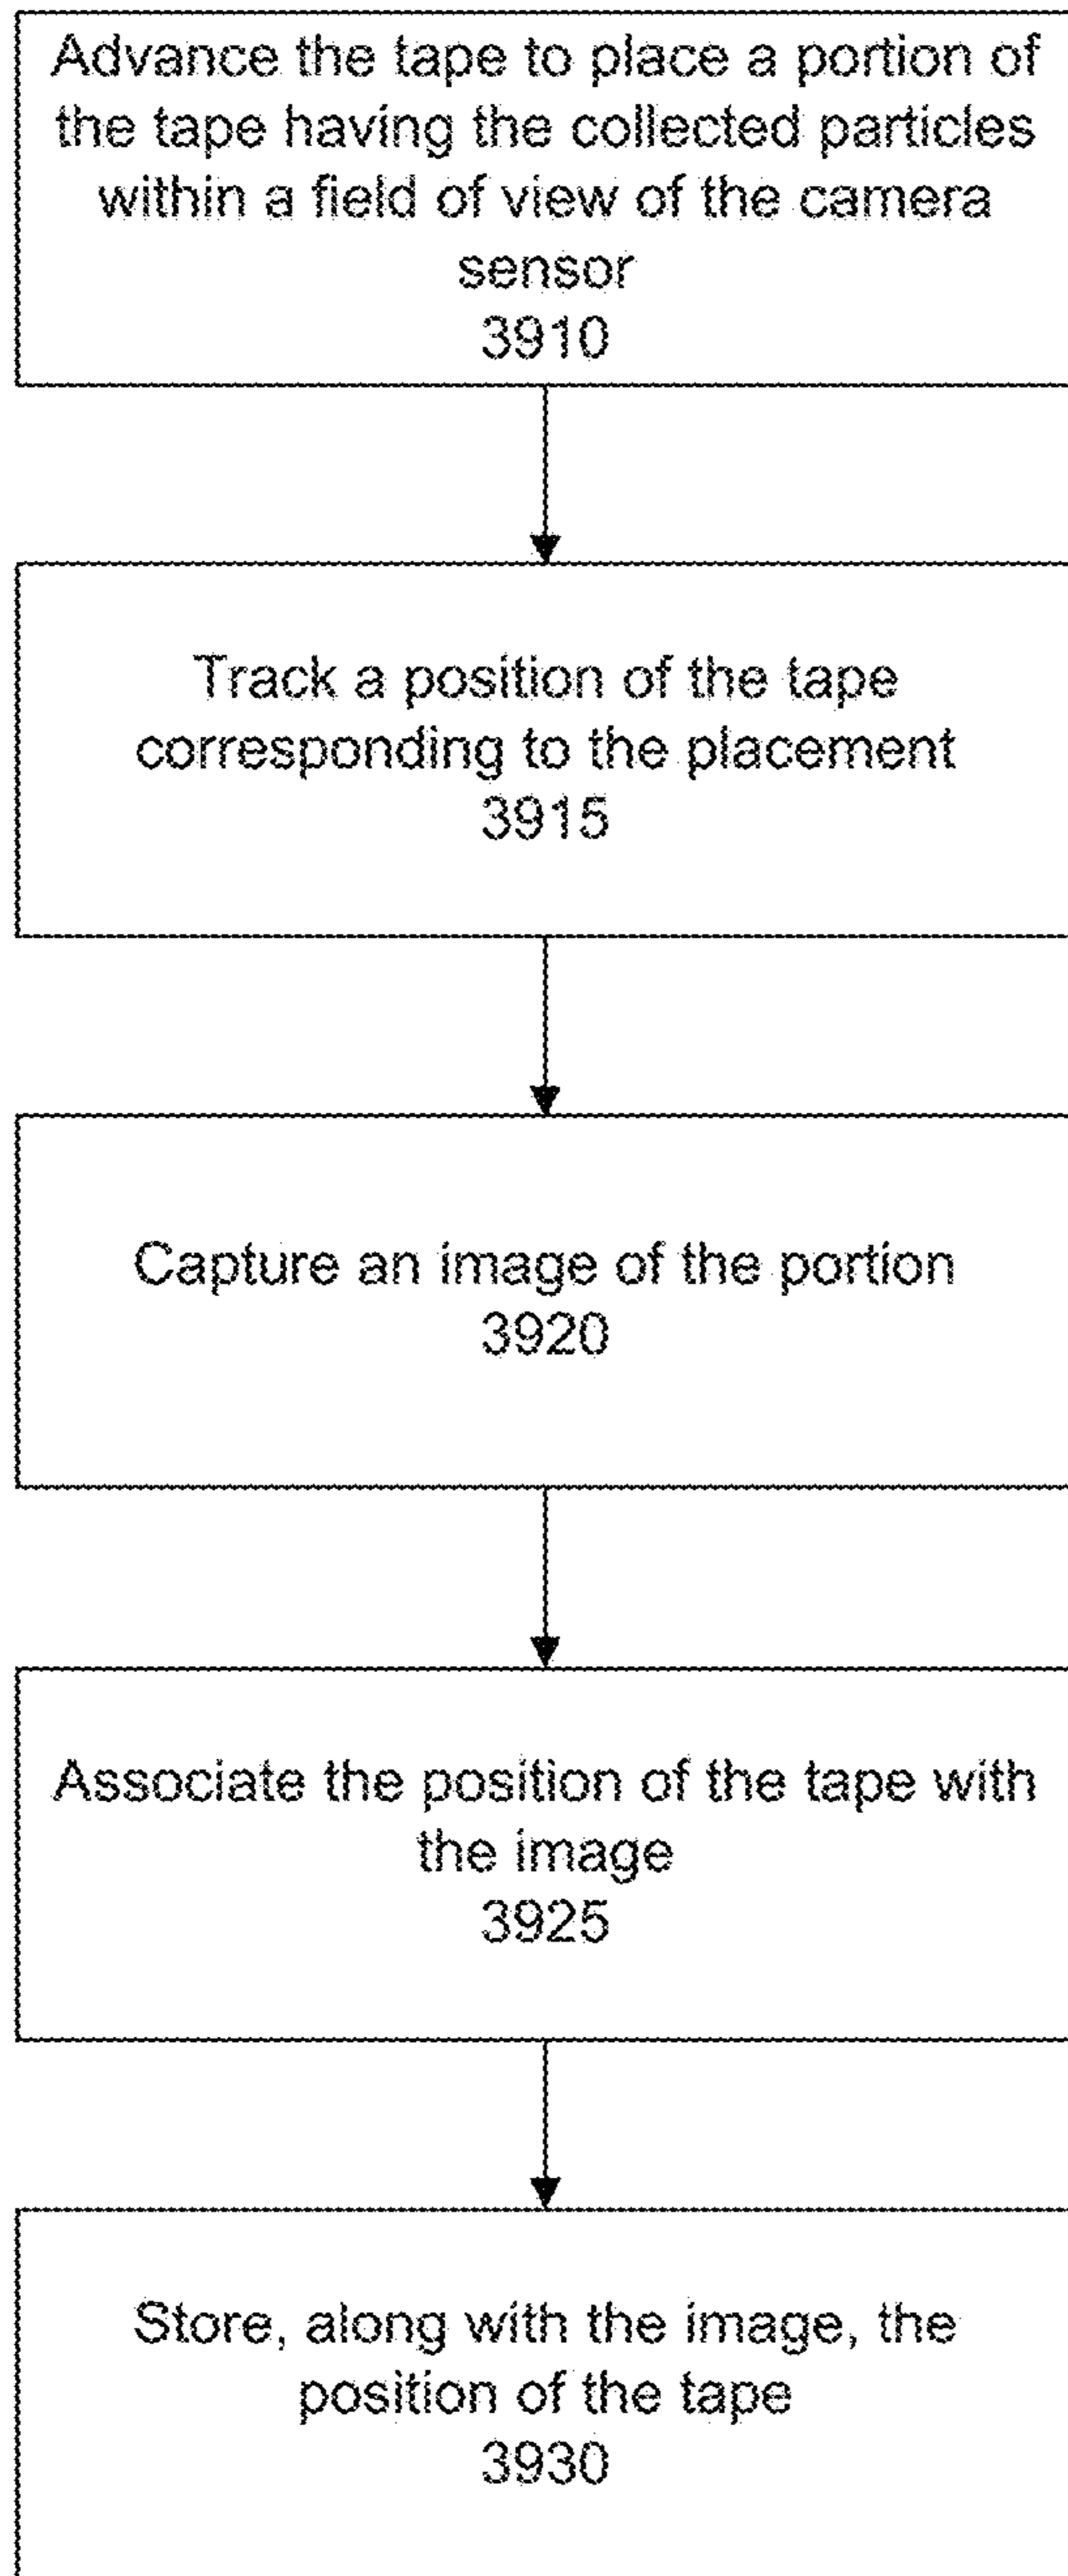 Advance the tape to place a portion of
the tape having the collected particles
within a field of view of the camera
sensor
3910
Track a position of the tape
corresponding to the placement
3915
Capture an image of the portion
3920
Associate the position of the tape with
the image
3925
Store, along with the image, the
position of the tape
3930